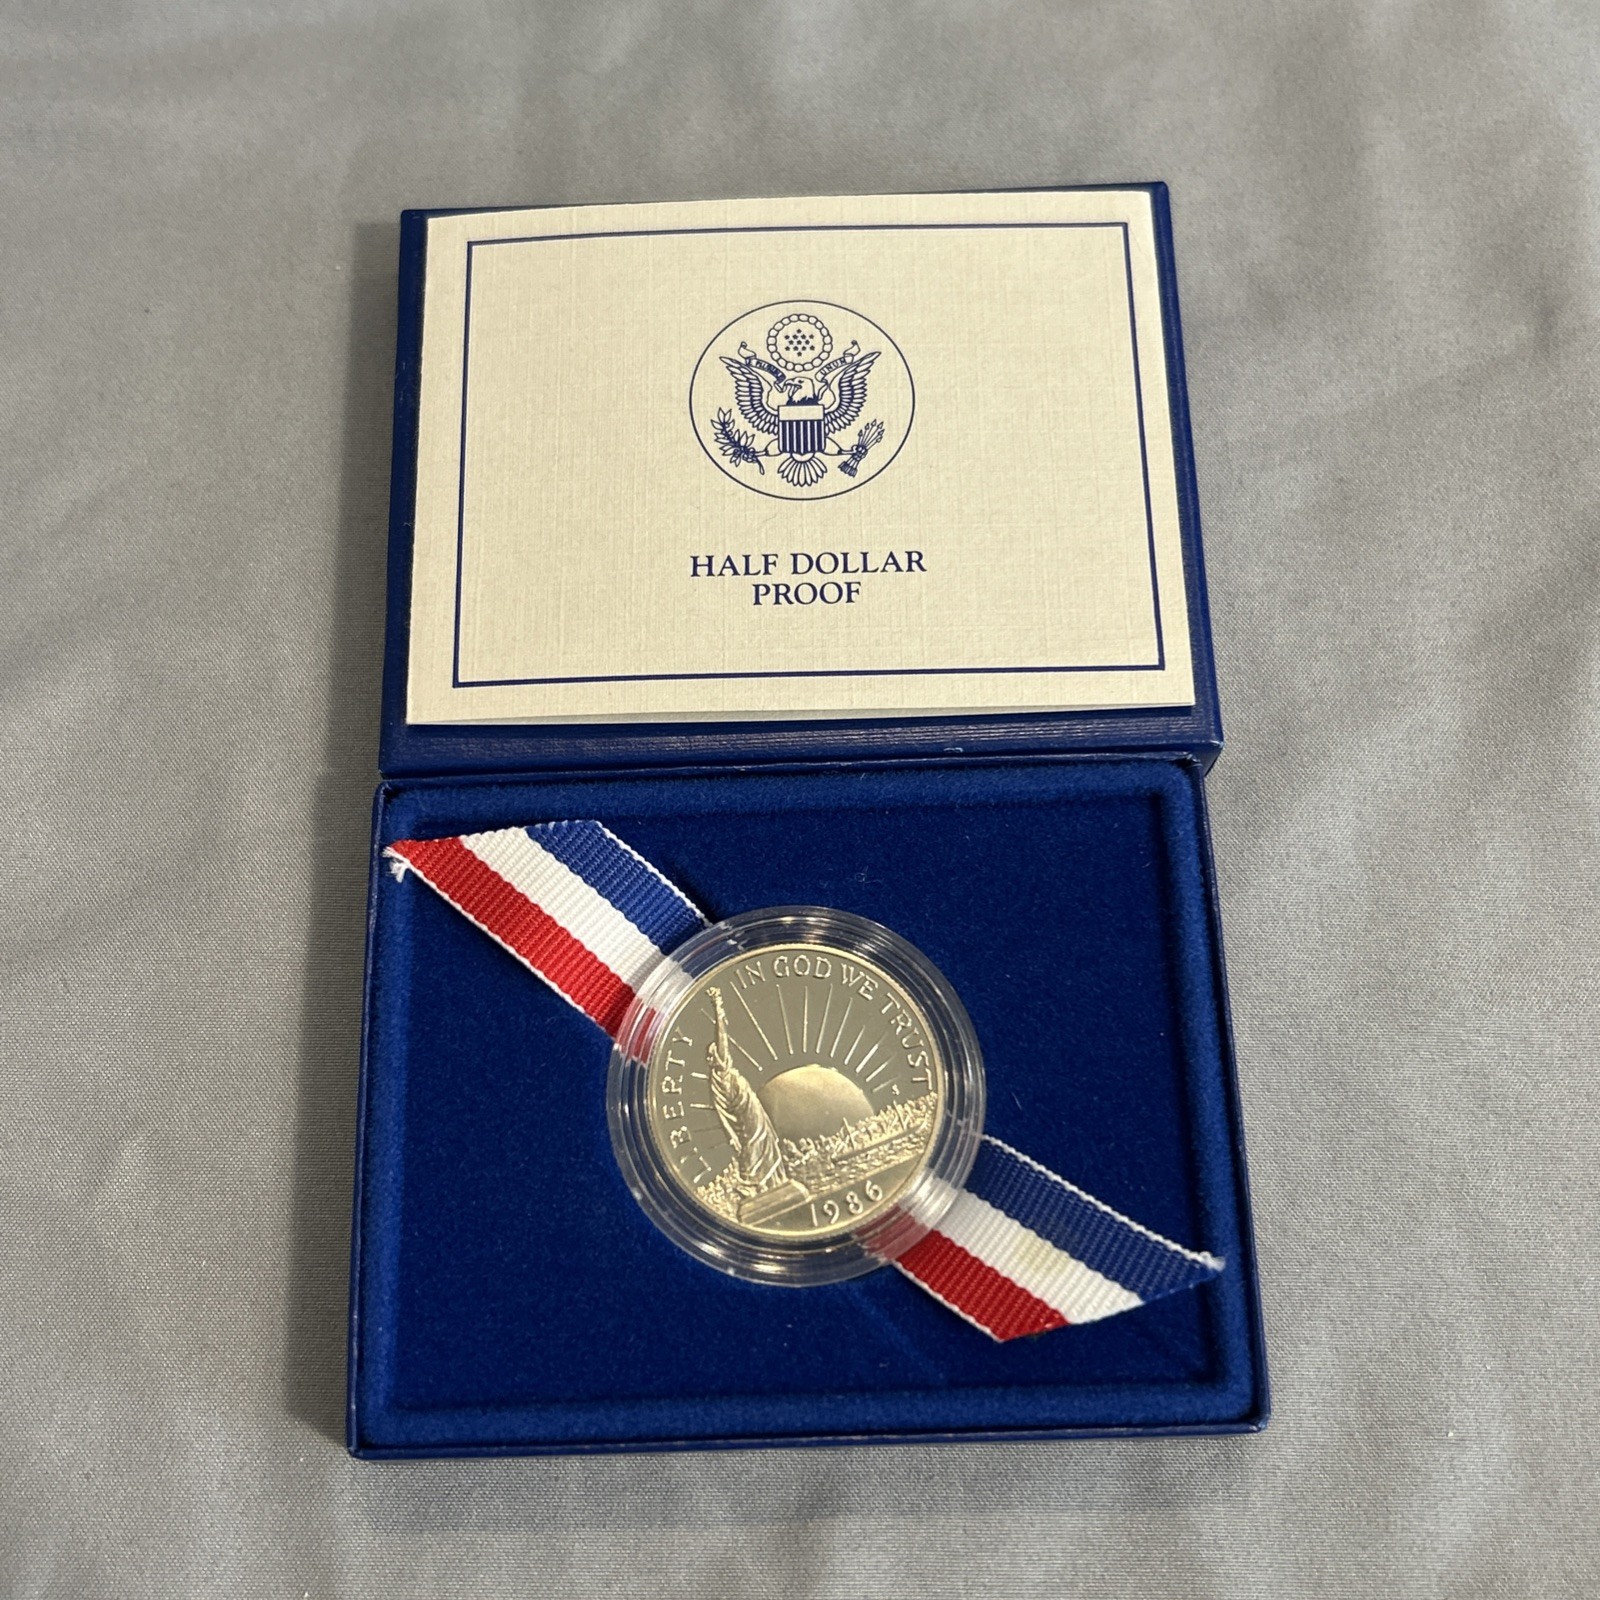 HALF DOLLAR
PROOF
IN GOD WE TRUST
LIBERTY
1986